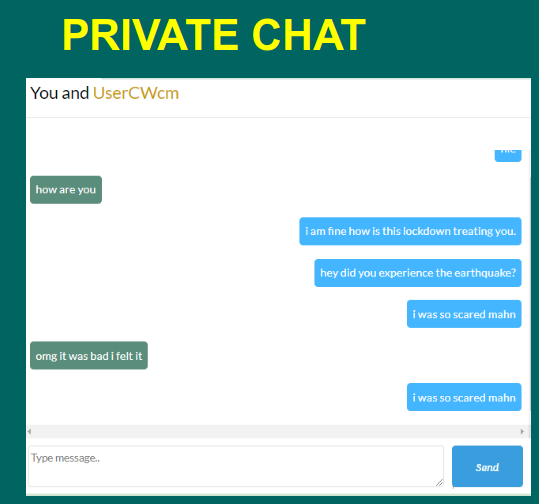 PRIVATE CHAT
You and UserCWcm
how are you
i am fine how is this lockdown treating you.
hey did you experience the earthquake?
i was so scared mahn
omg it was bad i felt it
i was so scared mahn
Type message..
Send